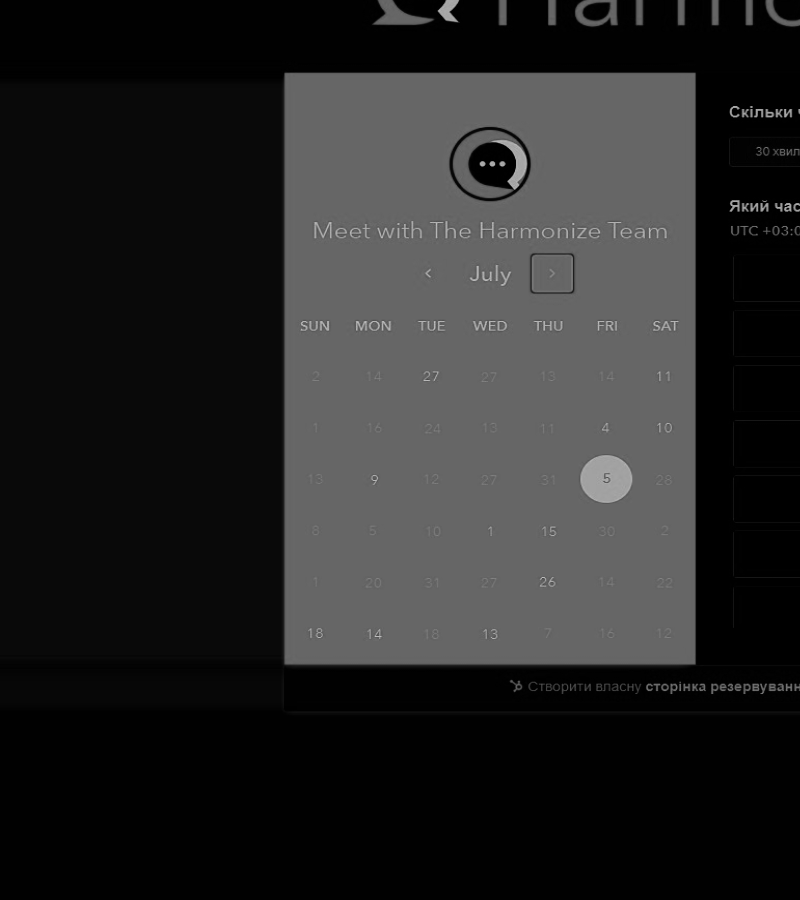 Harmo
Meet with The Harmonize Team
July
SUN MON TUE WED THU FRI SAT
2 14 27 27 13 14 11
1 16 24 13 11 4 10
13 9 12 27 31 5 28
8 5 10 1 15 30 2
1 20 31 27 26 14 22
18 14 18 13 7 16 12
Скільки ч
30 хвил
Який час
UTC +03:0
Створити власну сторінка резервуванн